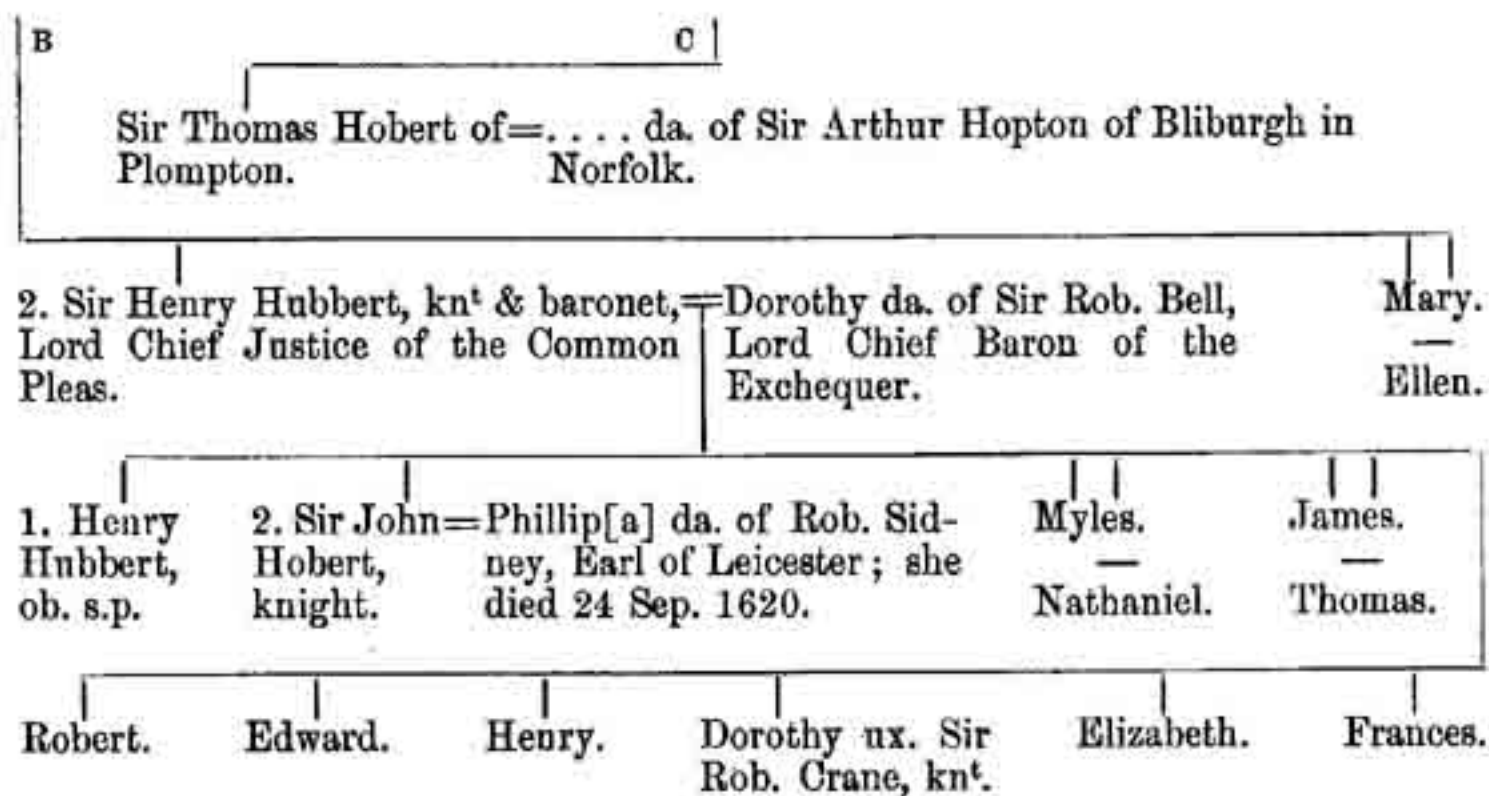 B C
Sir Thomas Hobert of=. . . . da. of Sir Arthur Hopton of Bliburgh in
Plompton. Norfolk.
2. Sir Henry Hubbert, knᵗ & baronet,=Dorothy da. of Sir Rob. Bell, Mary.
Lord Chief Justice of the Common Lord Chief Baron of the —
Pleas. Exchequer. Ellen.
1. Henry 2. Sir John=Phillip[a] da. of Rob. Sid- Myles. James.
Hubbert, Hobert, ney, Earl of Leicester; she — —
ob. s.p. knight. died 24 Sep. 1620. Nathaniel. Thomas.
Robert. Edward. Henry. Dorothy ux. Sir Elizabeth. Frances.
Rob. Crane, knᵗ.